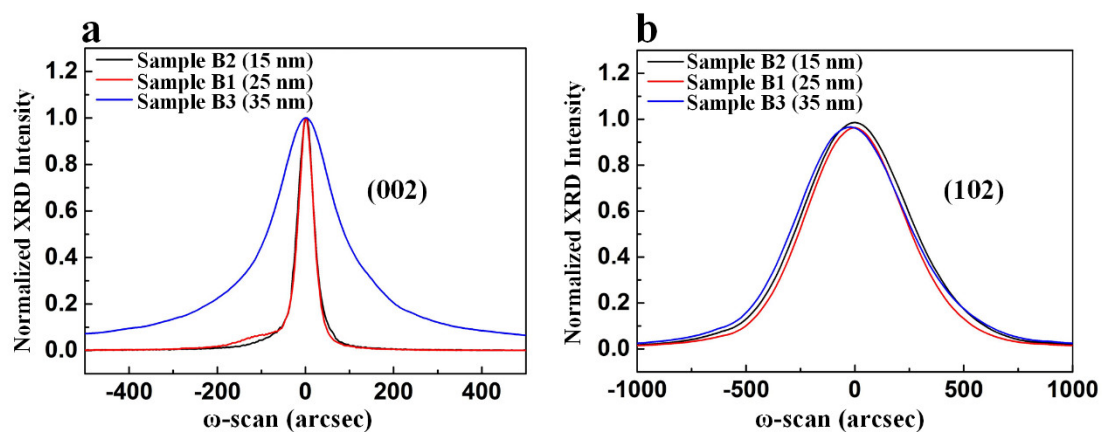 a
Sample B2 (15 nm)
Sample B1 (25 nm)
Sample B3 (35 nm)
(002)
Normalized XRD Intensity
1.2
1.0
0.8
0.6
0.4
0.2
0.0
-400 -200 0 200 400
ω-scan (arcsec)
b
Sample B2 (15 nm)
Sample B1 (25 nm)
Sample B3 (35 nm)
(102)
Normalized XRD Intensity
1.2
1.0
0.8
0.6
0.4
0.2
0.0
-1000 -500 0 500 1000
ω-scan (arcsec)